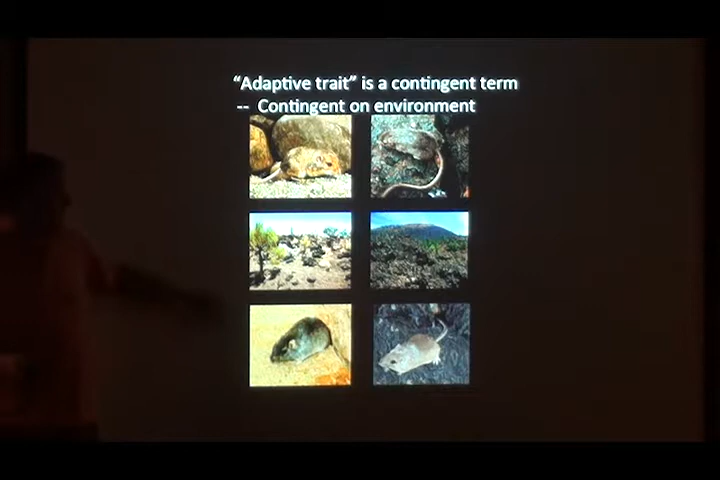 “Adaptive trait” is a contingent term
-- Contingent on environment